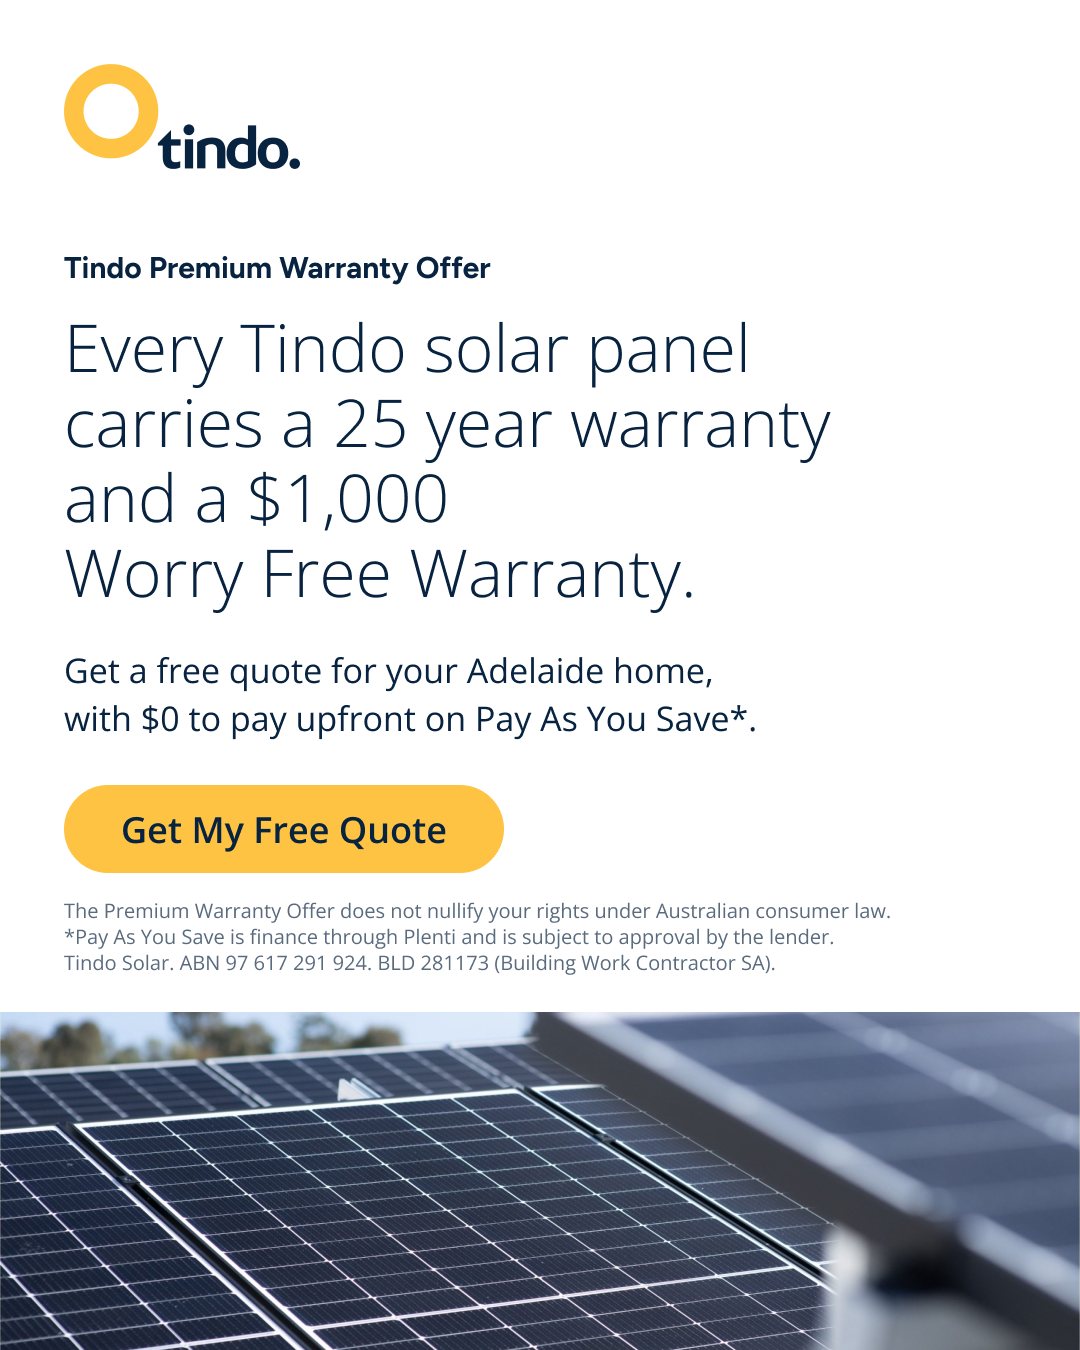 tindo.
Tindo Premium Warranty Offer
Every Tindo solar panel
carries a 25 year warranty
and a $1,000
Worry Free Warranty.
Get a free quote for your Adelaide home,
with $0 to pay upfront on Pay As You Save*.
Get My Free Quote
The Premium Warranty Offer does not nullify your rights under Australian consumer law.
*Pay As You Save is finance through Plenti and is subject to approval by the lender.
Tindo Solar. ABN 97 617 291 924. BLD 281173 (Building Work Contractor SA).